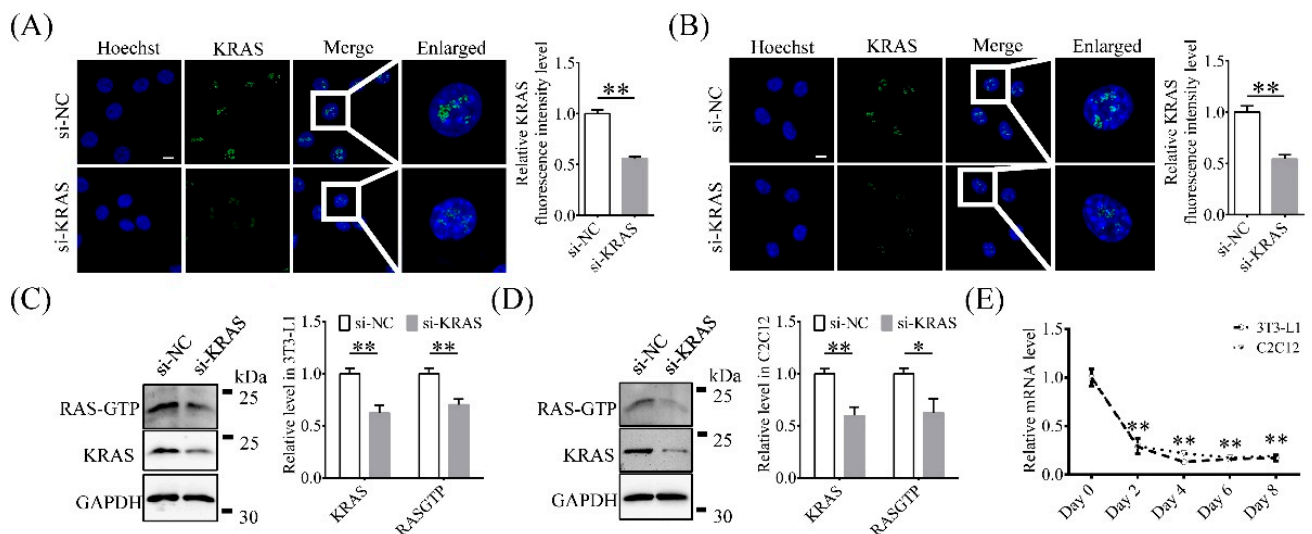 (A)
Hoechst KRAS Merge Enlarged
si-NC
si-KRAS
Relative KRAS
fluorescence intensity level
1.5
1.0
0.5
0.0
**
si-NC
si-KRAS
(B)
Hoechst KRAS Merge Enlarged
si-NC
si-KRAS
Relative KRAS
fluorescence intensity level
1.5
1.0
0.5
0.0
**
si-NC
si-KRAS
(C)
si-NC
si-KRAS
kDa
RAS-GTP
25
KRAS
25
GAPDH
30
Relative level in 3T3-L1
1.5
1.0
0.5
0.0
si-NC si-KRAS
** **
KRAS
RASGTP
(D)
si-NC
si-KRAS
kDa
RAS-GTP
25
KRAS
25
GAPDH
30
Relative level in C2C12
1.5
1.0
0.5
0.0
si-NC si-KRAS
** *
KRAS
RASGTP
(E)
Relative mRNA level
1.5
1.0
0.5
0.0
3T3-L1
C2C12
** ** ** **
Day 0
Day 2
Day 4
Day 6
Day 8